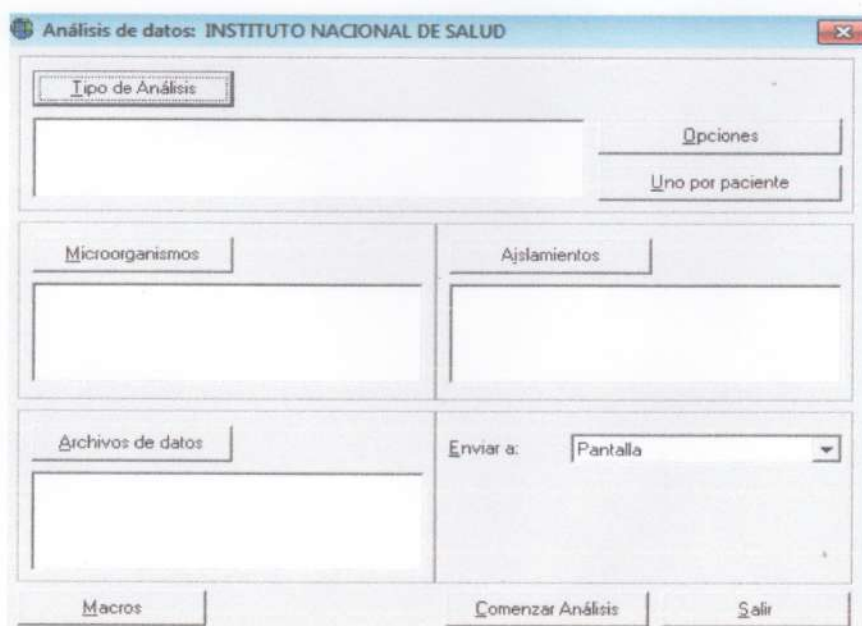 Análisis de datos: INSTITUTO NACIONAL DE SALUD
Tipo de Análisis
Opciones
Uno por paciente
Microorganismos
Aislamientos
Archivos de datos
Enviar a: Pantalla
Macros
Comenzar Análisis
Salir